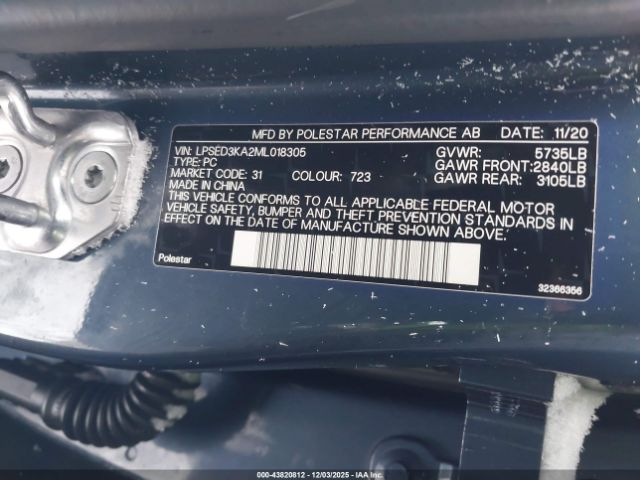 MFD BY POLESTAR PERFORMANCE AB DATE: 11/20
VIN: LPSED3KA2ML018305 GVWR: 5735LB
TYPE: PC GAWR FRONT: 2840LB
MARKET CODE: 31 COLOUR: 723 GAWR REAR: 3105LB
MADE IN CHINA
THIS VEHICLE CONFORMS TO ALL APPLICABLE FEDERAL MOTOR
VEHICLE SAFETY, BUMPER AND THEFT PREVENTION STANDARDS IN
EFFECT ON THE DATE OF MANUFACTURE SHOWN ABOVE.
Polestar
32366356
000-43820812 - 12/03/2025 - IAAI.com